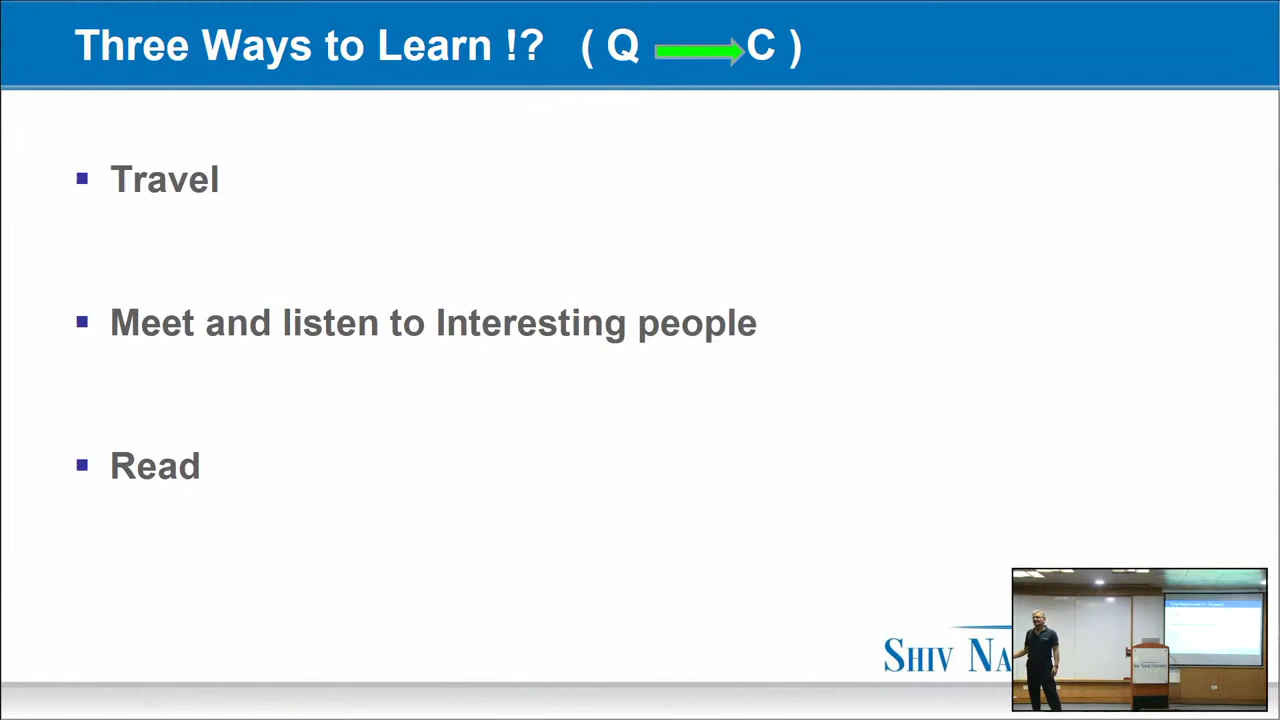 Three Ways to Learn !? ( Q C )
▪ Travel
▪ Meet and listen to Interesting people
▪ Read
SHIV NA